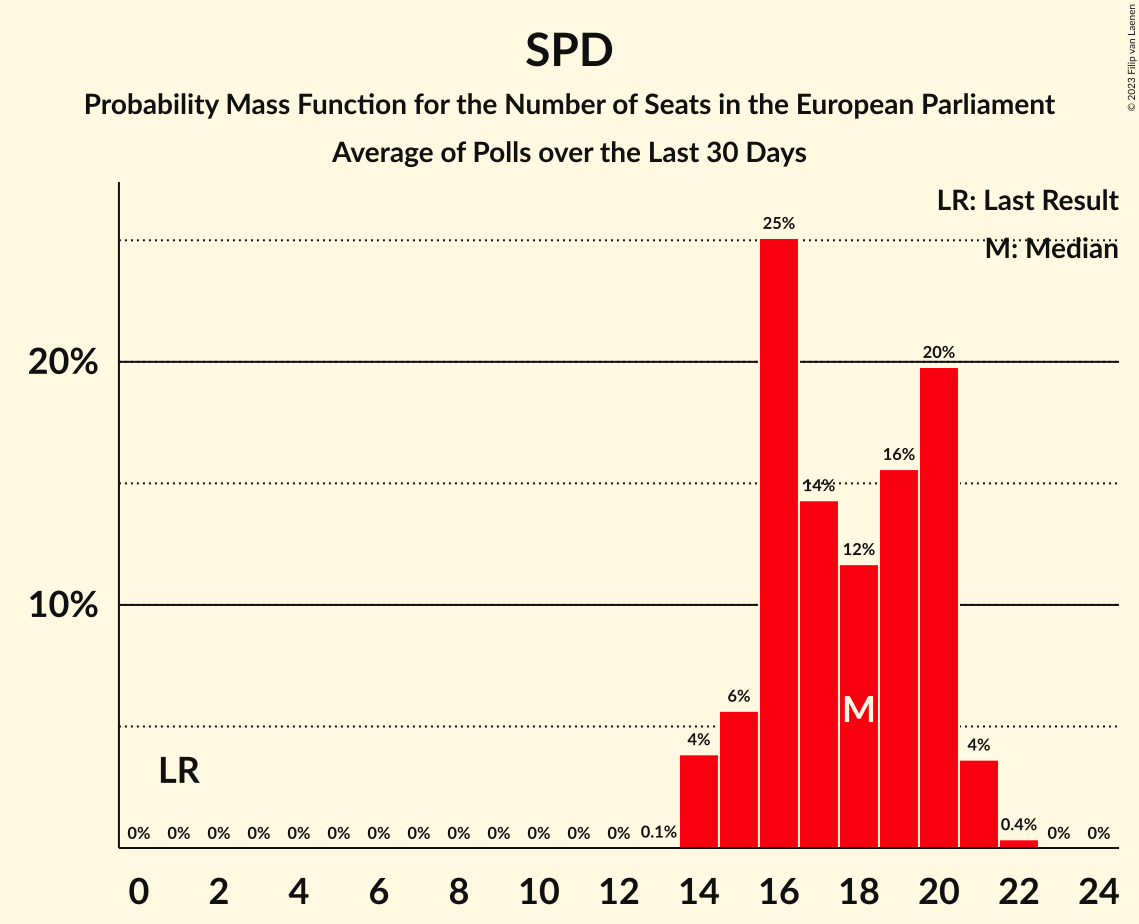 SPD
Probability Mass Function for the Number of Seats in the European Parliament
Average of Polls over the Last 30 Days
© 2023 Filip van Laenen
LR: Last Result
M: Median
25%
20%
20%
16%
14%
12%
10%
6%
M
4%
4%
LR
0% 0% 0% 0% 0% 0% 0% 0% 0% 0% 0% 0% 0% 0.1% 0.4% 0% 0%
0 2 4 6 8 10 12 14 16 18 20 22 24